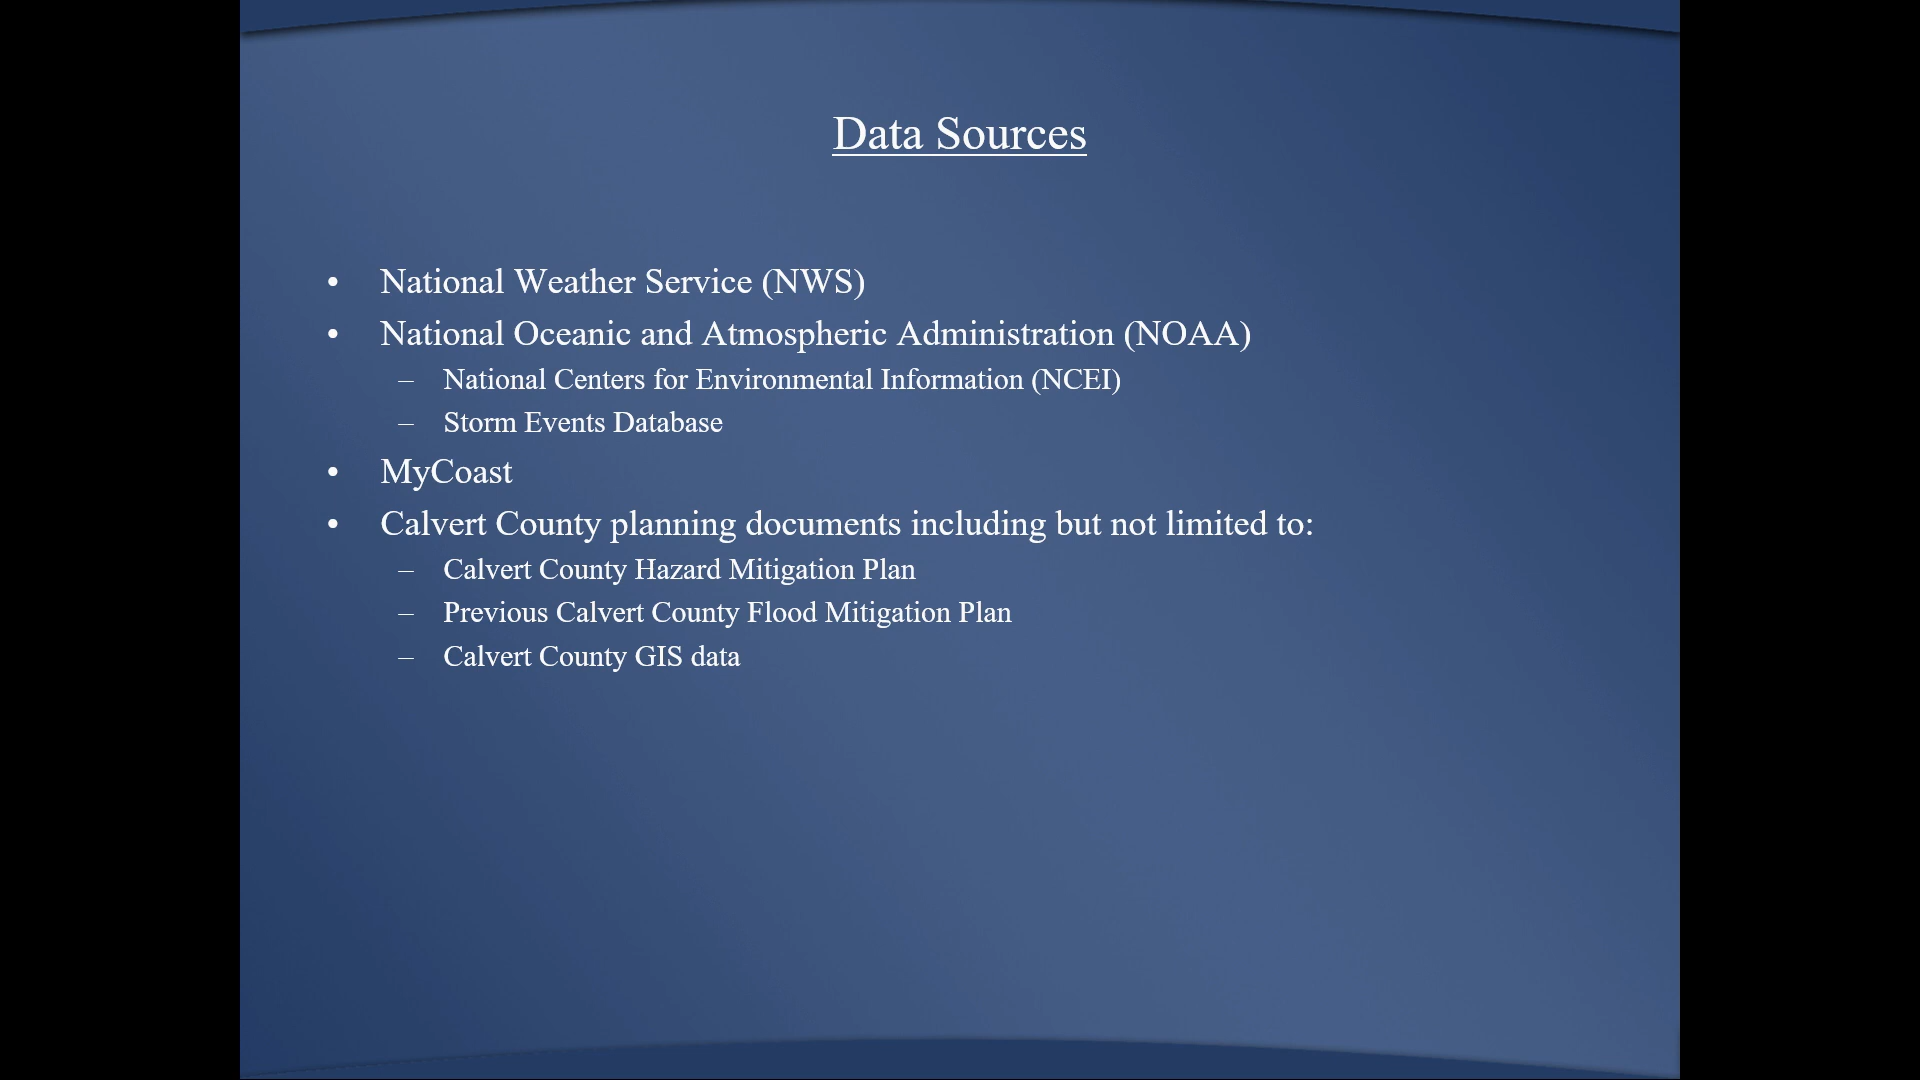 Data Sources
• National Weather Service (NWS)
• National Oceanic and Atmospheric Administration (NOAA)
– National Centers for Environmental Information (NCEI)
– Storm Events Database
• MyCoast
• Calvert County planning documents including but not limited to:
– Calvert County Hazard Mitigation Plan
– Previous Calvert County Flood Mitigation Plan
– Calvert County GIS data